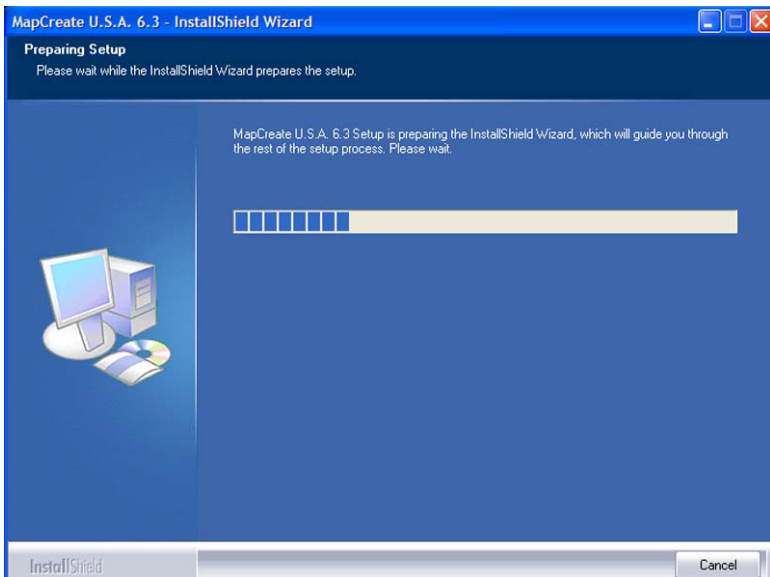 MapCreate U.S.A. 6.3 - InstallShield Wizard
Preparing Setup
Please wait while the InstallShield Wizard prepares the setup.
MapCreate U.S.A. 6.3 Setup is preparing the InstallShield Wizard, which will guide you through
the rest of the setup process. Please wait.
InstallShield
Cancel